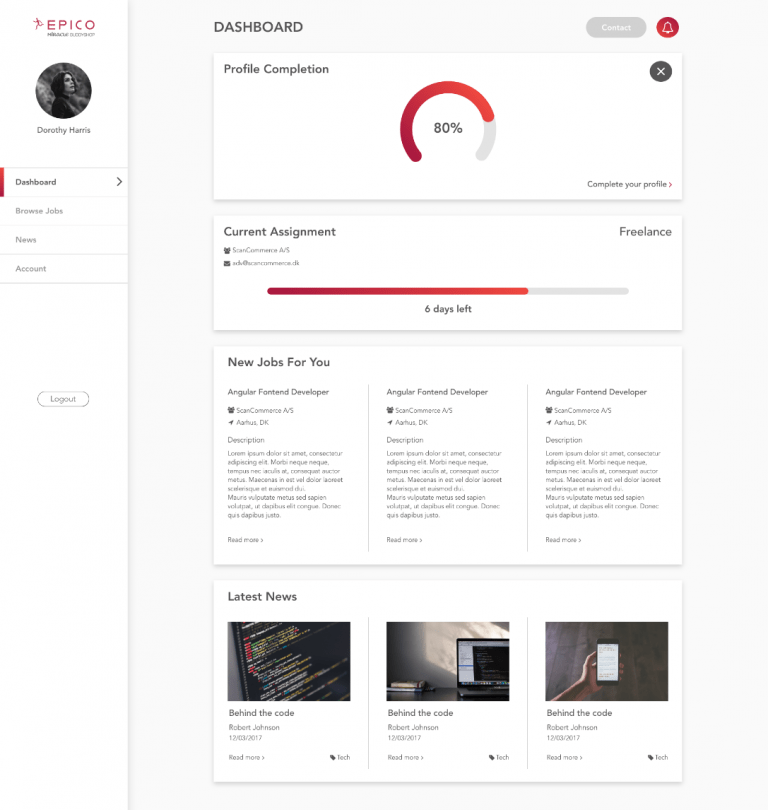 EPICO
Dorothy Harris
Dashboard
Browse Jobs
News
Account
Logout
DASHBOARD
Contact
Profile Completion
80%
Complete your profile >
Current Assignment
Freelance
ScanCommerce A/S
adv@scancommerce.dk
6 days left
New Jobs For You
Angular Fontend Developer
ScanCommerce A/S
Aarhus, DK
Description
Lorem ipsum dolor sit amet, consectetur
adipiscing elit. Morbi neque neque,
tempus nec iaculis at, consequat auctor
metus. Maecenas in est vel dolor laoreet
scelerisque et euismod dui.
Mauris vulputate metus sed sapien
volutpat, ut dapibus elit congue. Donec
quis dapibus justo.
Read more >
Angular Fontend Developer
ScanCommerce A/S
Aarhus, DK
Description
Lorem ipsum dolor sit amet, consectetur
adipiscing elit. Morbi neque neque,
tempus nec iaculis at, consequat auctor
metus. Maecenas in est vel dolor laoreet
scelerisque et euismod dui.
Mauris vulputate metus sed sapien
volutpat, ut dapibus elit congue. Donec
quis dapibus justo.
Read more >
Angular Fontend Developer
ScanCommerce A/S
Aarhus, DK
Description
Lorem ipsum dolor sit amet, consectetur
adipiscing elit. Morbi neque neque,
tempus nec iaculis at, consequat auctor
metus. Maecenas in est vel dolor laoreet
scelerisque et euismod dui.
Mauris vulputate metus sed sapien
volutpat, ut dapibus elit congue. Donec
quis dapibus justo.
Read more >
Latest News
Behind the code
Robert Johnson
12/03/2017
Read more >
Tech
Behind the code
Robert Johnson
12/03/2017
Read more >
Tech
Behind the code
Robert Johnson
12/03/2017
Read more >
Tech